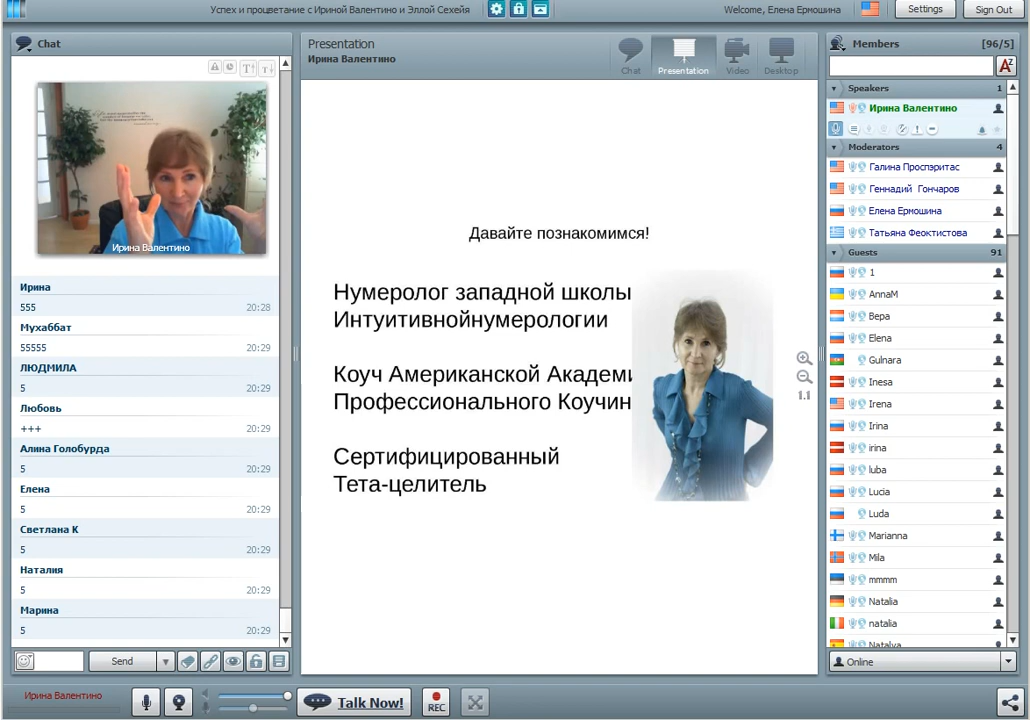 Успех и процветание с Ириной Валентино и Эллой Сехейя
Welcome, Елена Ермошина
Settings
Sign Out
Chat
Ирина Валентино
Ирина
555 20:28
Мухаббат
55555 20:29
ЛЮДМИЛА
5 20:29
Любовь
+++ 20:29
Алина Голобурда
5 20:29
Елена
5 20:29
Светлана К
5 20:29
Наталия
5 20:29
Марина
5 20:29
Send
Presentation
Ирина Валентино
Chat
Presentation
Video
Desktop
Давайте познакомимся!
Нумеролог западной школы
Интуитивнойнумерологии
Коуч Американской Академи
Профессионального Коучин
Сертифицированный
Тета-целитель
1.1
Members [96/5]
Speakers 1
Ирина Валентино
Moderators 4
Галина Проспэритас
Геннадий Гончаров
Елена Ермошина
Татьяна Феоктистова
Guests 91
1
AnnaM
Вера
Elena
Gulnara
Inesa
Irena
Irina
irina
luba
Lucia
Luda
Marianna
Mila
mmmm
Natalia
natalia
Natalya
Online
Ирина Валентино
Talk Now!
REC